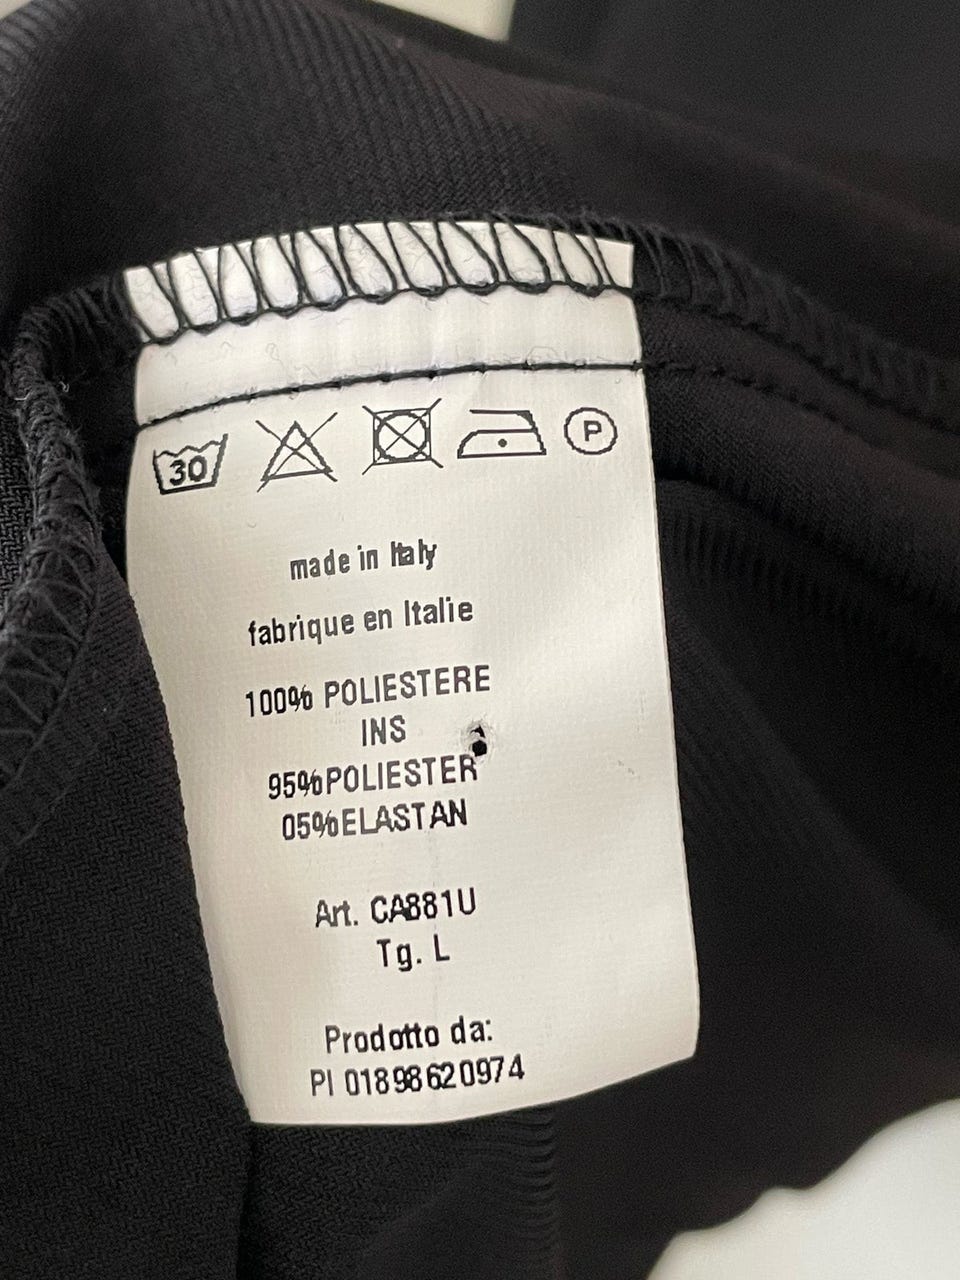 30 P
made in Italy
fabrique en Italie
100% POLIESTERE
INS
95%POLIESTER
05%ELASTAN
Art. CA881U
Tg. L
Prodotto da:
PI 01898620974